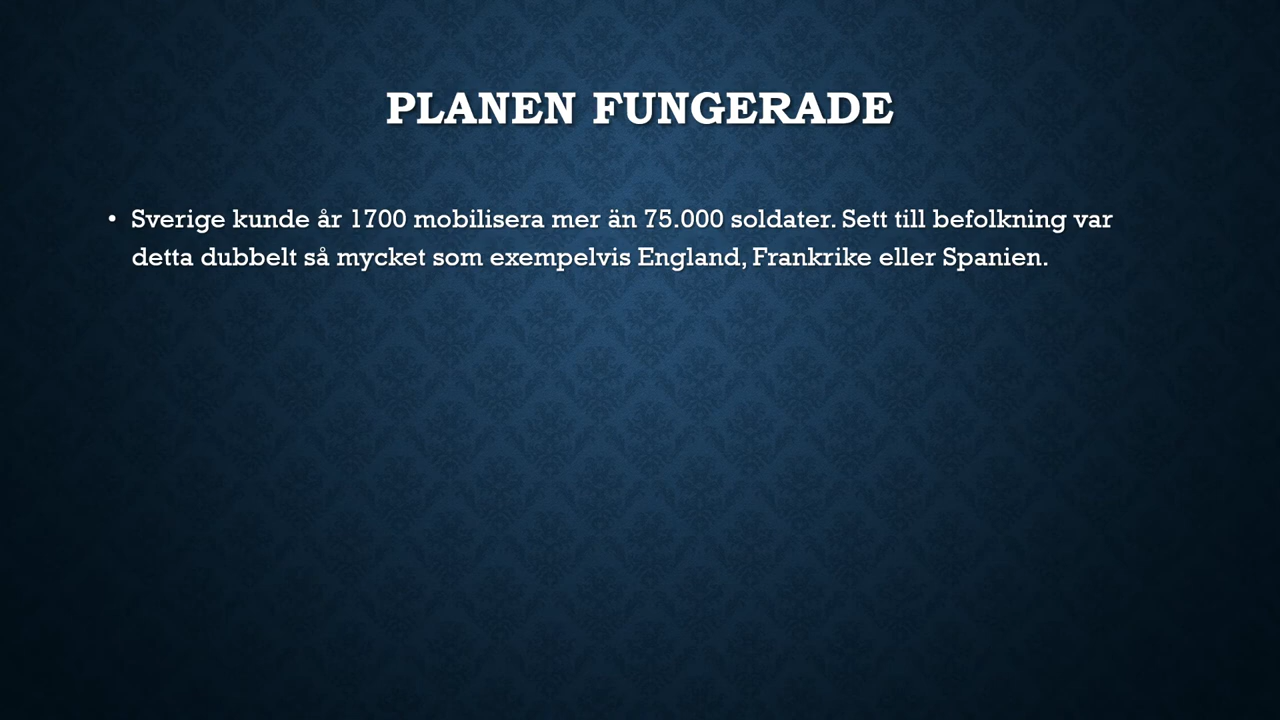 PLANEN FUNGERADE
• Sverige kunde år 1700 mobilisera mer än 75.000 soldater. Sett till befolkning var
detta dubbelt så mycket som exempelvis England, Frankrike eller Spanien.